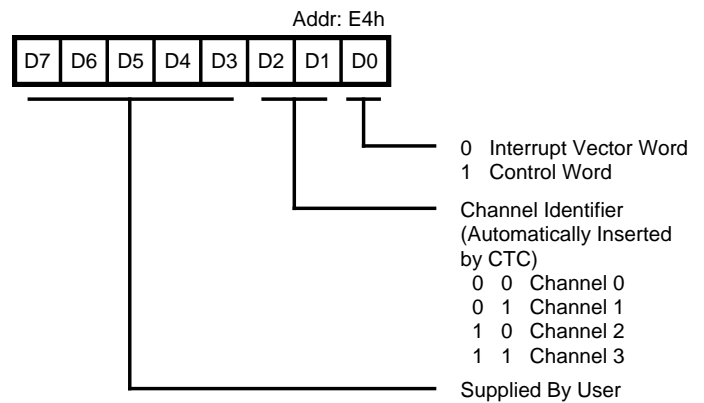 Addr: E4h
D7 D6 D5 D4 D3 D2 D1 D0
0 Interrupt Vector Word
1 Control Word
Channel Identifier
(Automatically Inserted
by CTC)
0 0 Channel 0
0 1 Channel 1
1 0 Channel 2
1 1 Channel 3
Supplied By User